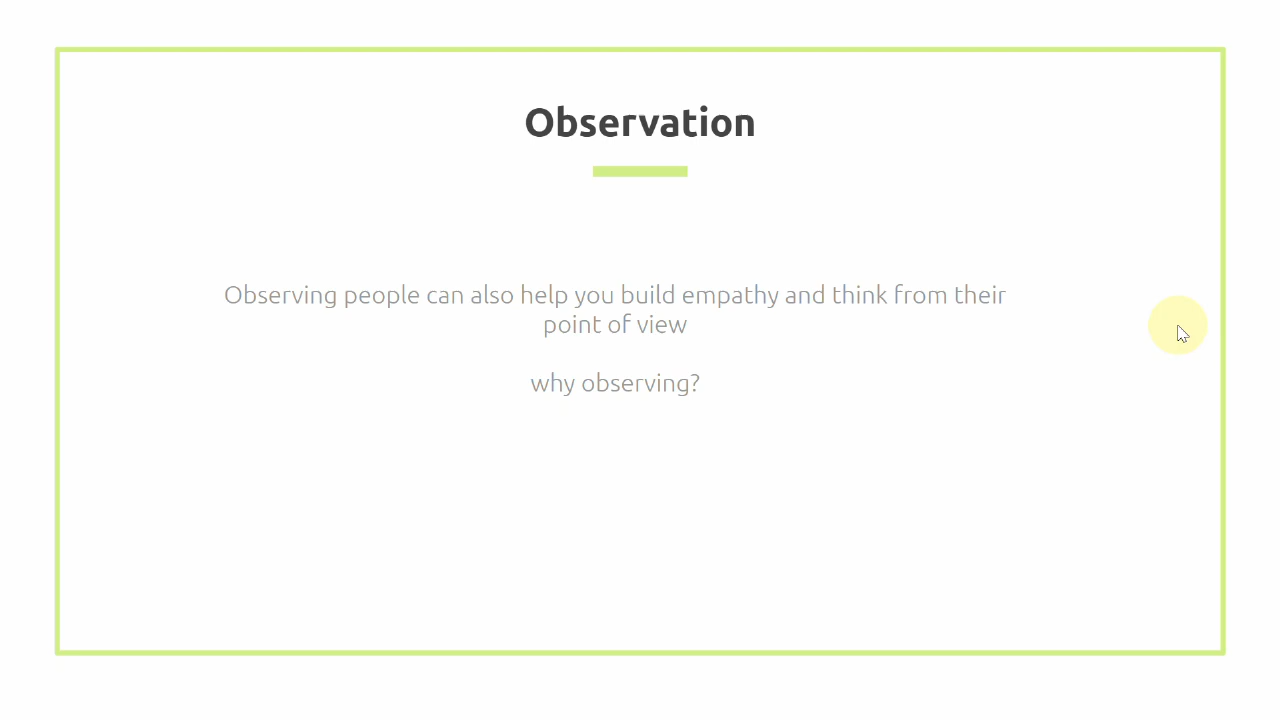 Observation
Observing people can also help you build empathy and think from their
point of view
why observing?